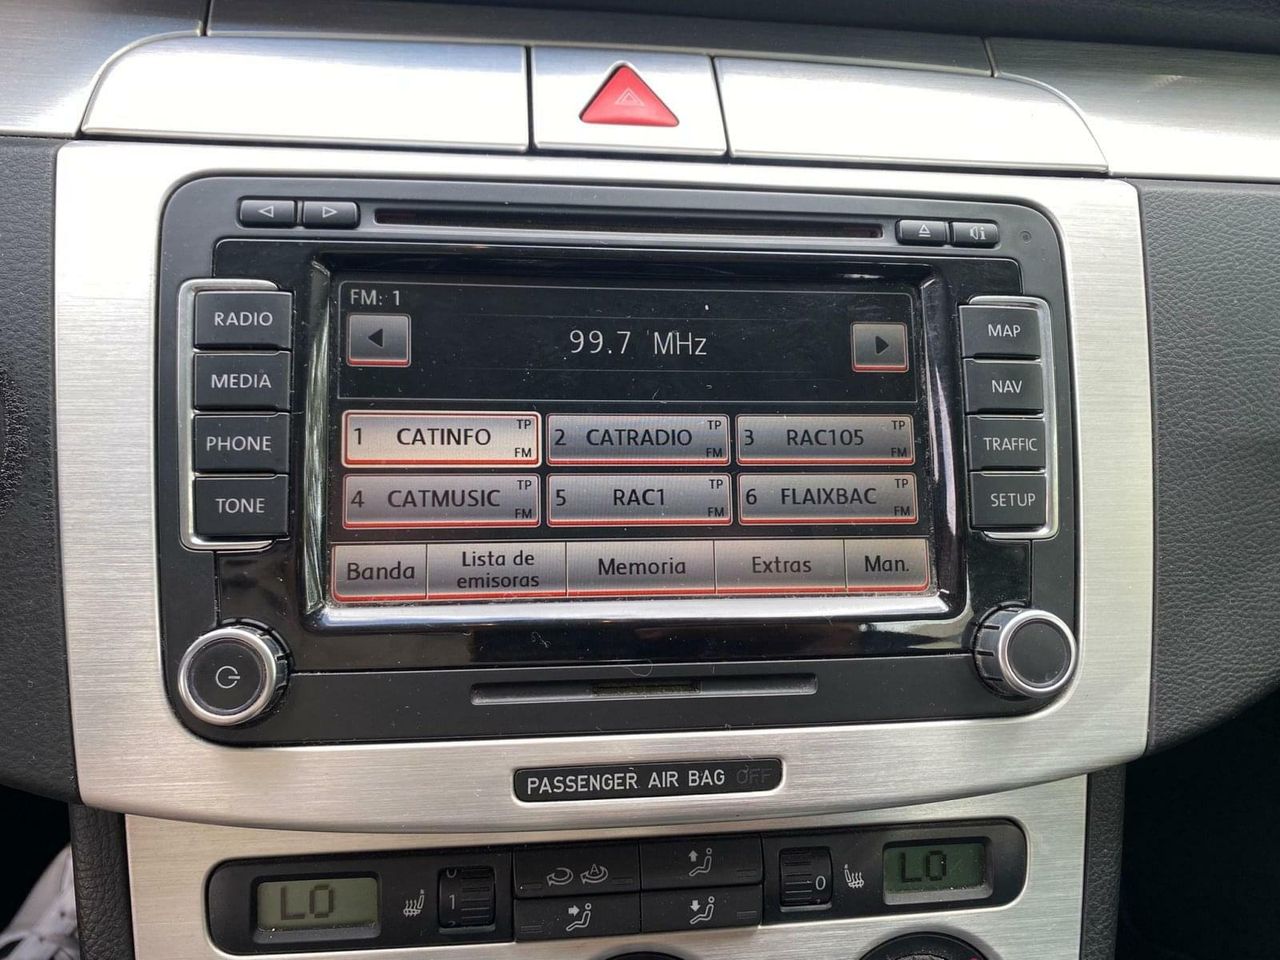 FM: 1
99.7 MHz
1 CATINFO TP FM
2 CATRADIO TP FM
3 RAC105 TP FM
4 CATMUSIC TP FM
5 RAC1 TP FM
6 FLAIXBAC TP FM
Banda
Lista de
emisoras
Memoria
Extras
Man.
RADIO
MEDIA
PHONE
TONE
MAP
NAV
TRAFFIC
SETUP
PASSENGER AIR BAG OFF
LO
1
0
LO